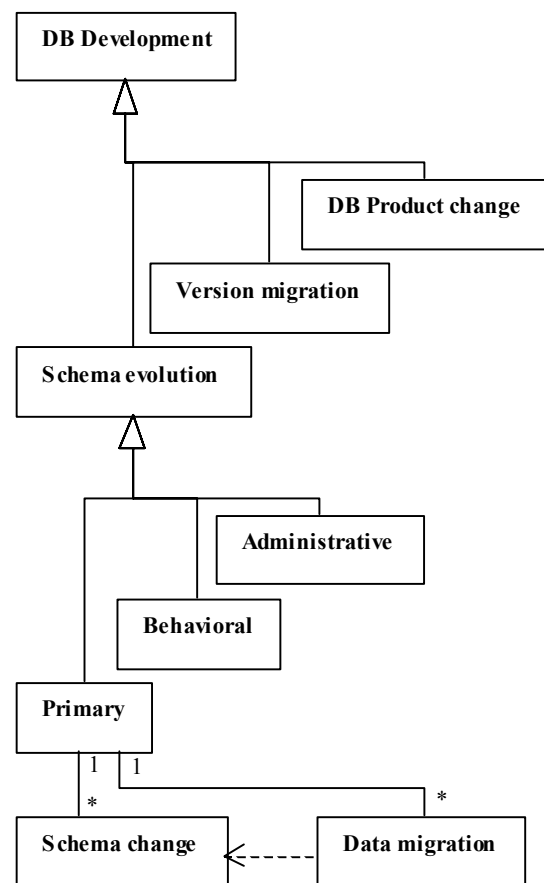 DB Development
DB Product change
Version migration
Schema evolution
Administrative
Behavioral
Primary
1 1
* *
Schema change Data migration